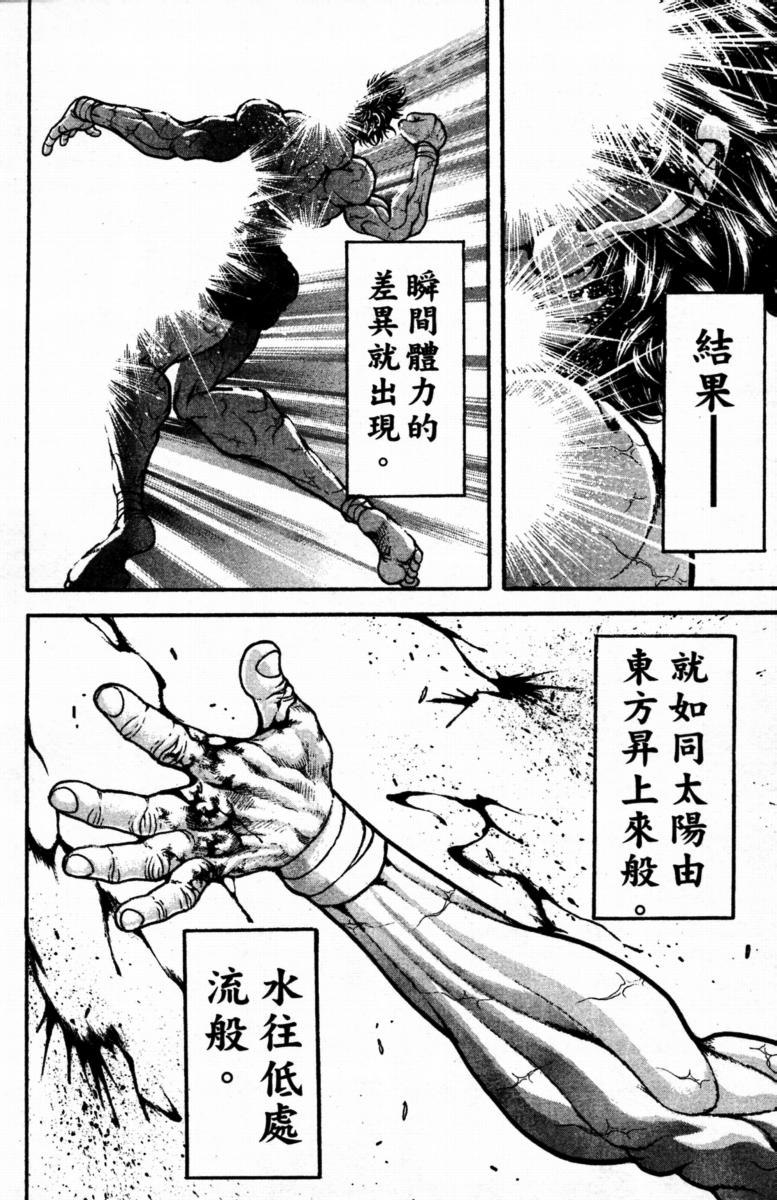 結果——
瞬間體力的
差異就出現。
就如同太陽由
東方昇上來般。
水往低處
流般。